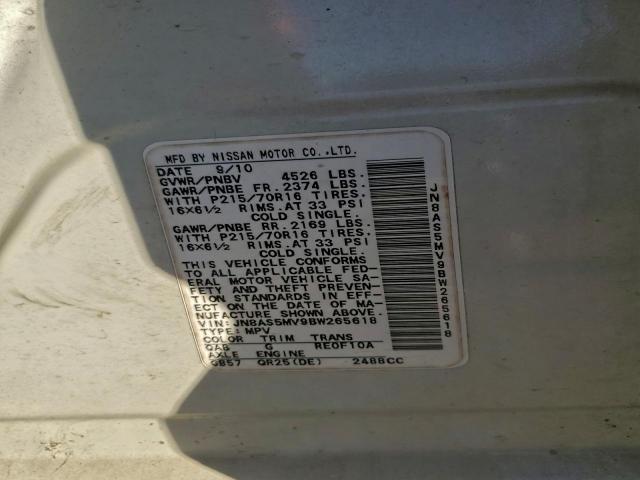 MFD BY NISSAN MOTOR CO.,LTD.
DATE 9/10
GVWR/PNBV 4526 LBS.
GAWR/PNBE FR. 2374 LBS.
WITH P215/70R16 TIRES.
16X6½ RIMS.AT 33 PSI
COLD SINGLE.
GAWR/PNBE RR. 2169 LBS.
WITH P215/70R16 TIRES.
16X6½ RIMS.AT 33 PSI
COLD SINGLE.
THIS VEHICLE CONFORMS
TO ALL APPLICABLE FED-
ERAL MOTOR VEHICLE SA-
FETY AND THEFT PREVEN-
TION STANDARDS IN EFF-
ECT ON THE DATE OF MA-
NUFACTURE SHOWN ABOVE.
VIN: JN8AS5MV9BW265618
TYPE: MPV
COLOR TRIM TRANS
QAB G RE0F10A
AXLE ENGINE
GB57 QR25(DE) 2488CC
JN8AS5MV9BW265618